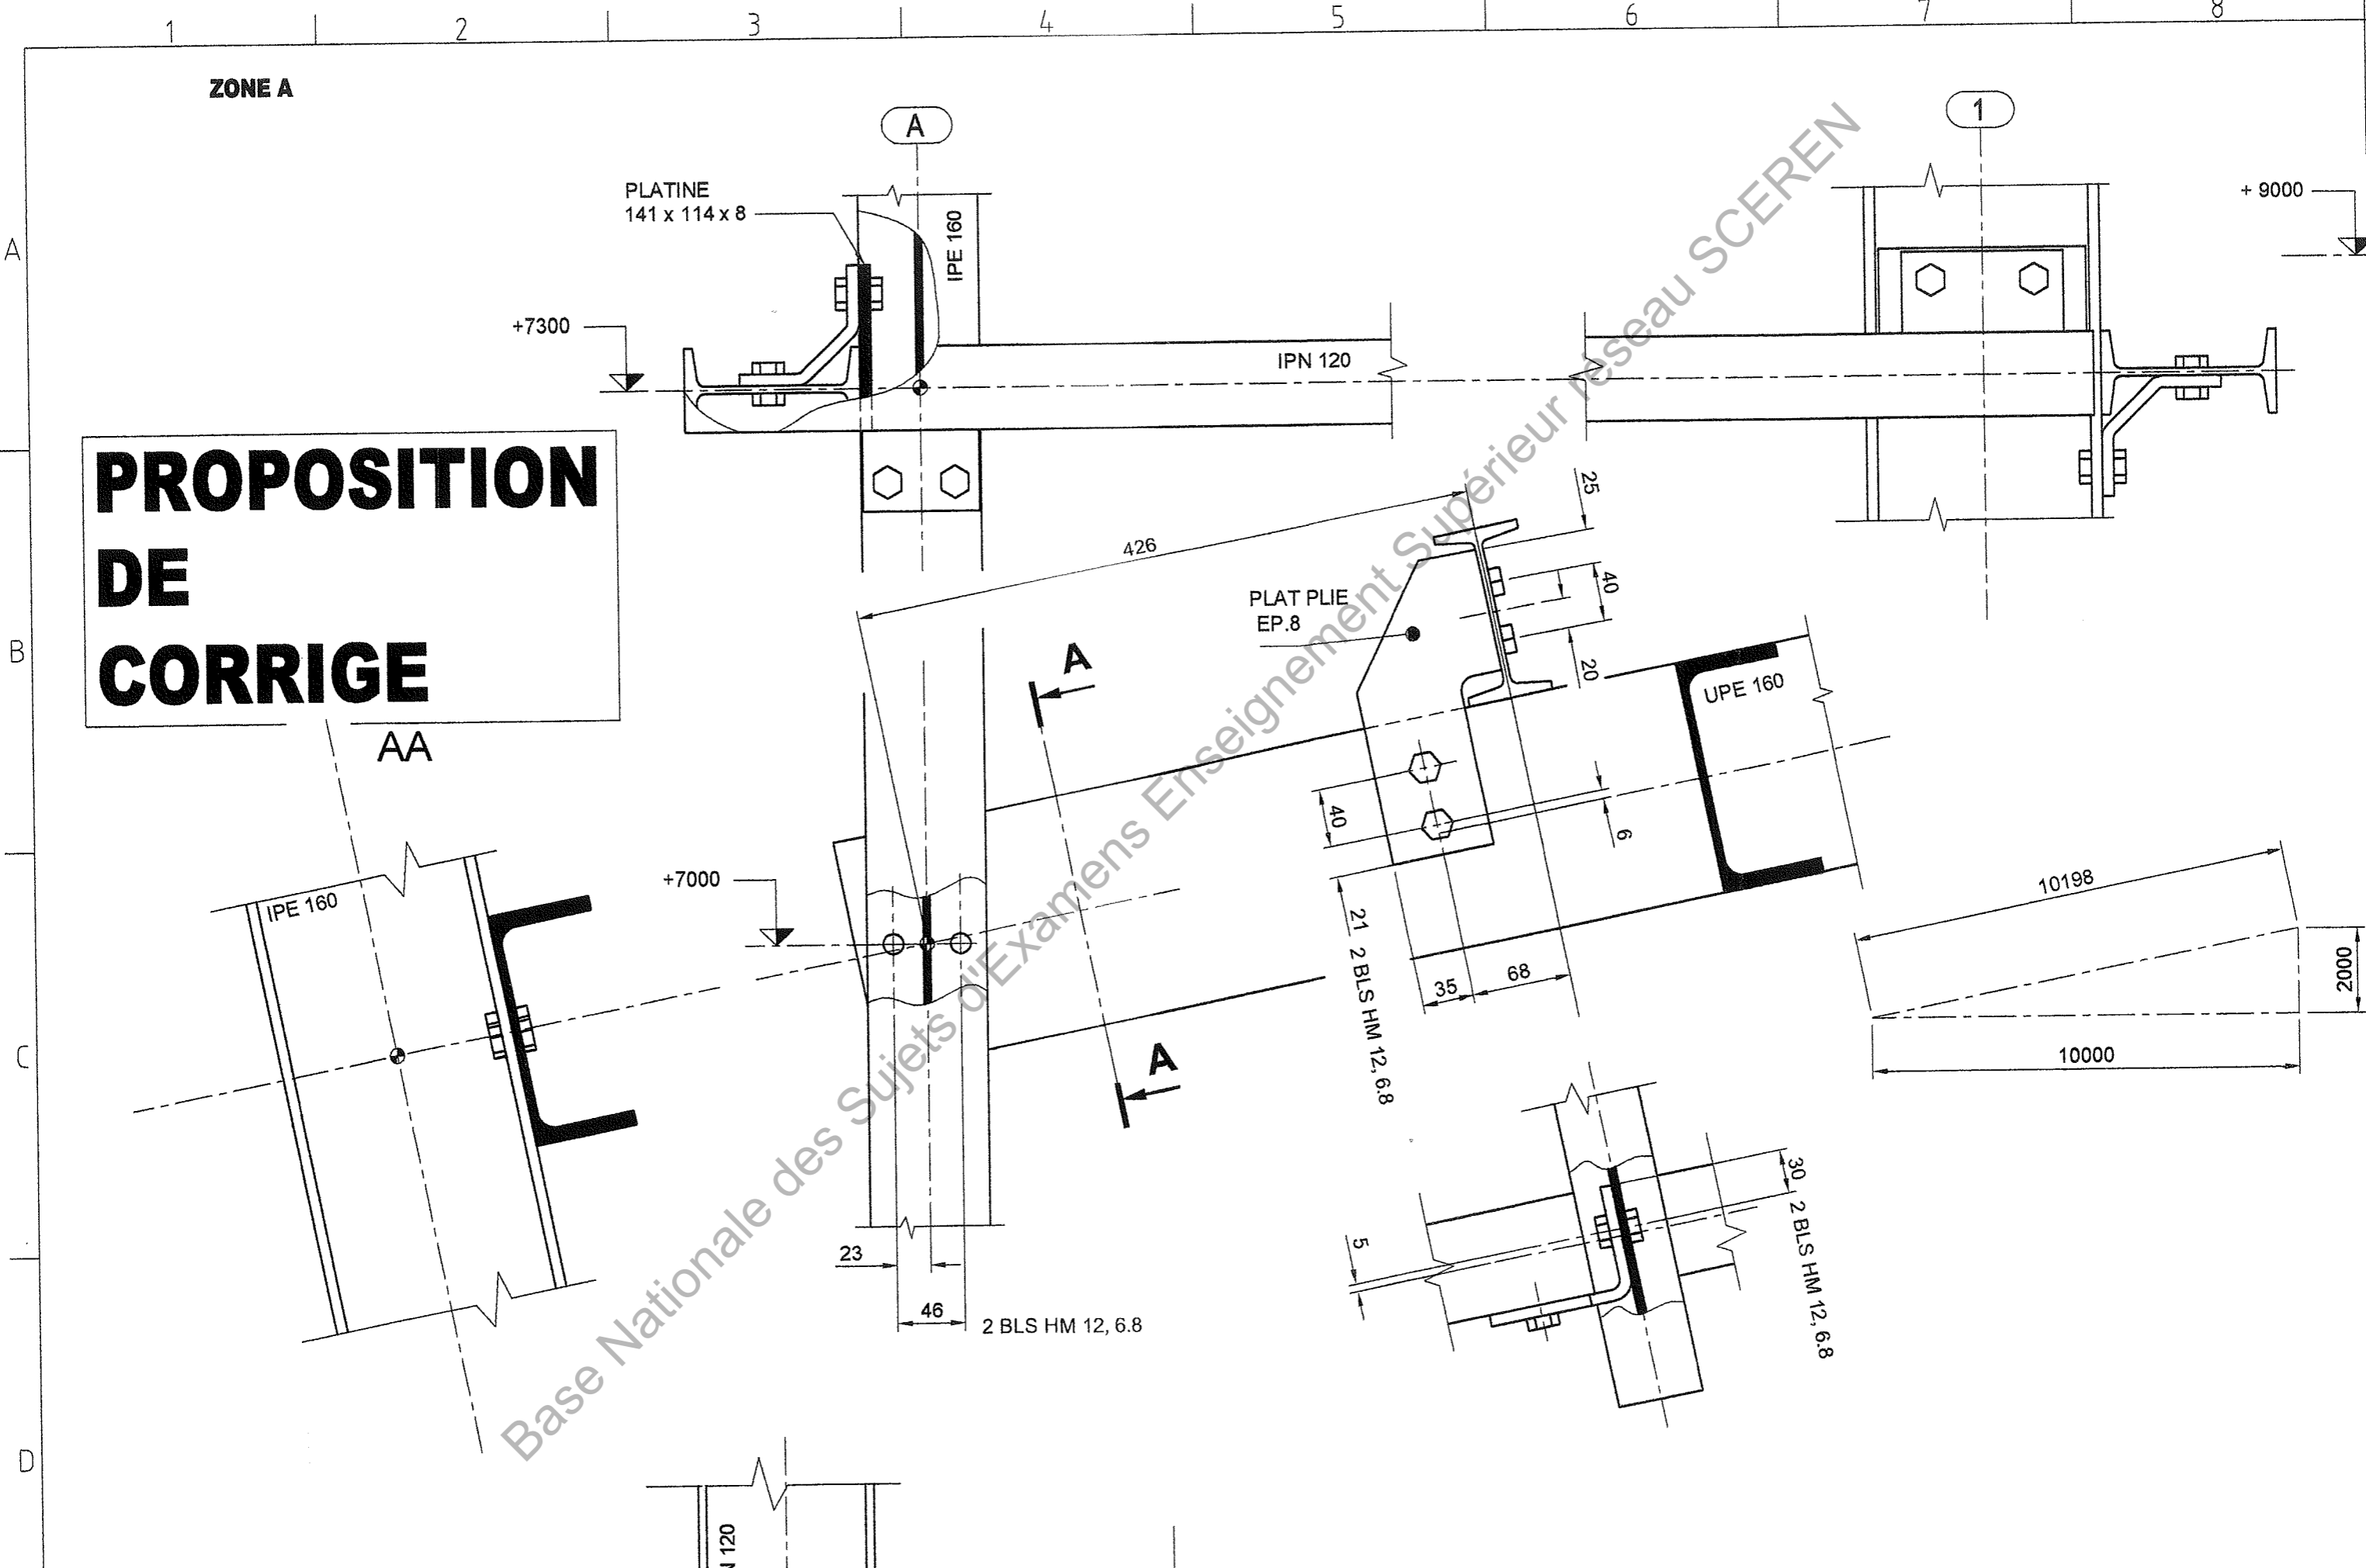 1 2 3 4 5 6 7 8
ZONE A
A
1
PLATINE
141 x 114 x 8
IPE 160
+ 9000
A
+7300
IPN 120
PROPOSITION
DE
CORRIGE
426
25
PLAT PLIE
EP.8
40
20
B
A
UPE 160
AA
40
6
IPE 160
+7000
10198
21 2 BLS HM 12, 6.8
35
68
2000
C
A
10000
30 2 BLS HM 12, 6.8
5
23
46
2 BLS HM 12, 6.8
D
N 120
Base Nationale des Sujets d'Examens Enseignement Supérieur réseau SCEREN